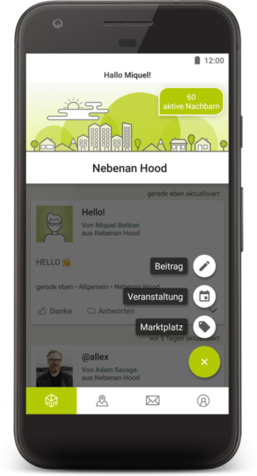 12:00
Hallo Miquel!
60
aktive Nachbarn
Nebenan Hood
gerade eben aktualisiert
Hello!
Von Miquel Beltran
aus Nebenan Hood
HELLO 👋
gerade eben • Allgemein • Nebenan Hood
Beitrag
Veranstaltung
Danke
Antworten
Marktplatz
vor 5 Tagen aktualisiert
@allex
Von Adam Savage
aus Nebenan Hood